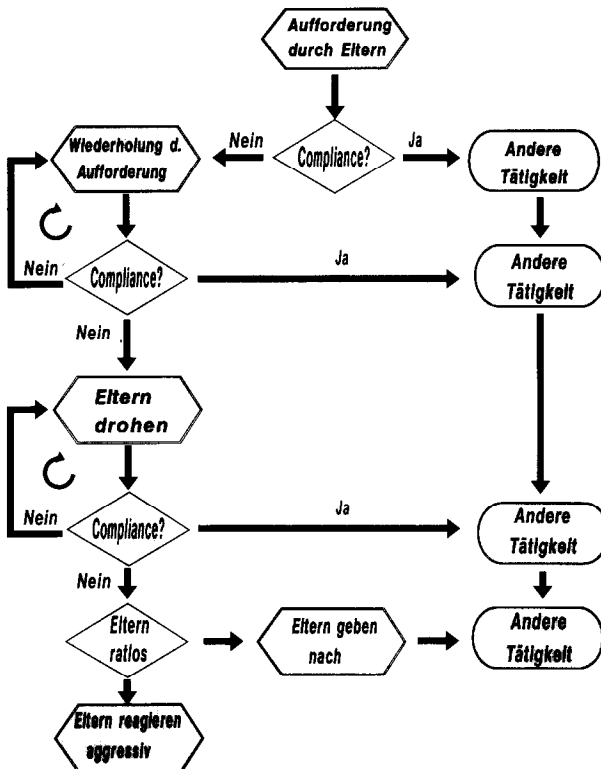 Aufforderung
durch Eltern
Nein
Compliance?
Ja
Wiederholung d.
Aufforderung
Andere
Tätigkeit
Nein
Compliance?
Ja
Andere
Tätigkeit
Nein
Eltern
drohen
Nein
Compliance?
Ja
Andere
Tätigkeit
Nein
Eltern
ratlos
Eltern geben
nach
Andere
Tätigkeit
Eltern reagieren
aggressiv